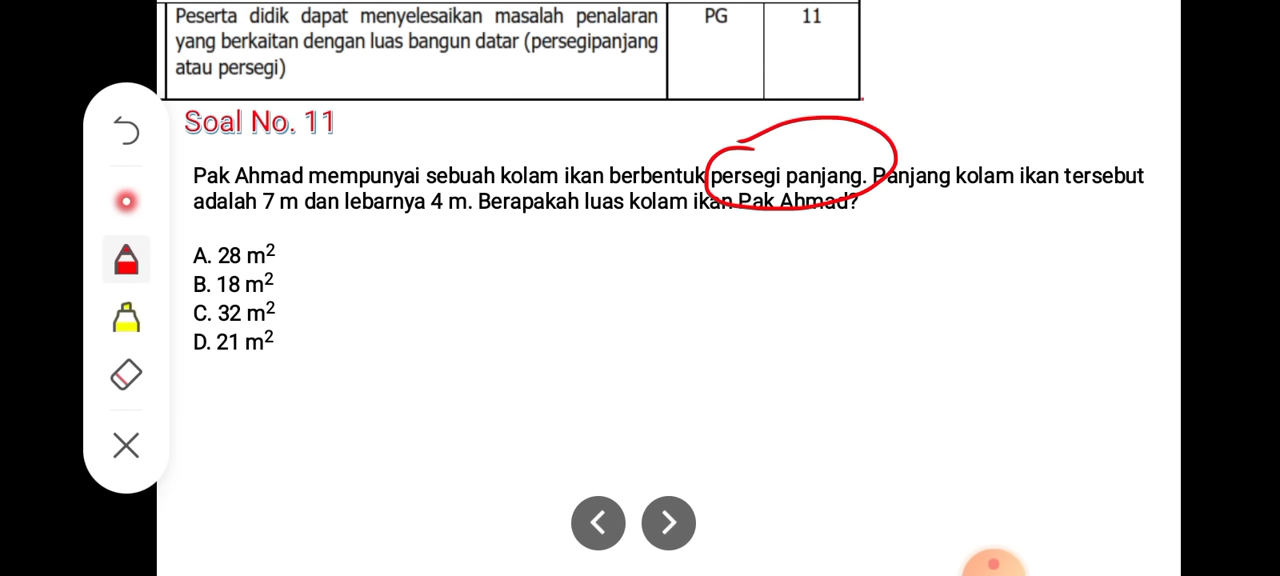 Peserta didik dapat menyelesaikan masalah penalaran PG 11
yang berkaitan dengan luas bangun datar (persegipanjang
atau persegi)
Soal No. 11
Pak Ahmad mempunyai sebuah kolam ikan berbentuk persegi panjang. Panjang kolam ikan tersebut
adalah 7 m dan lebarnya 4 m. Berapakah luas kolam ikan Pak Ahmad?
A. 28 m²
B. 18 m²
C. 32 m²
D. 21 m²